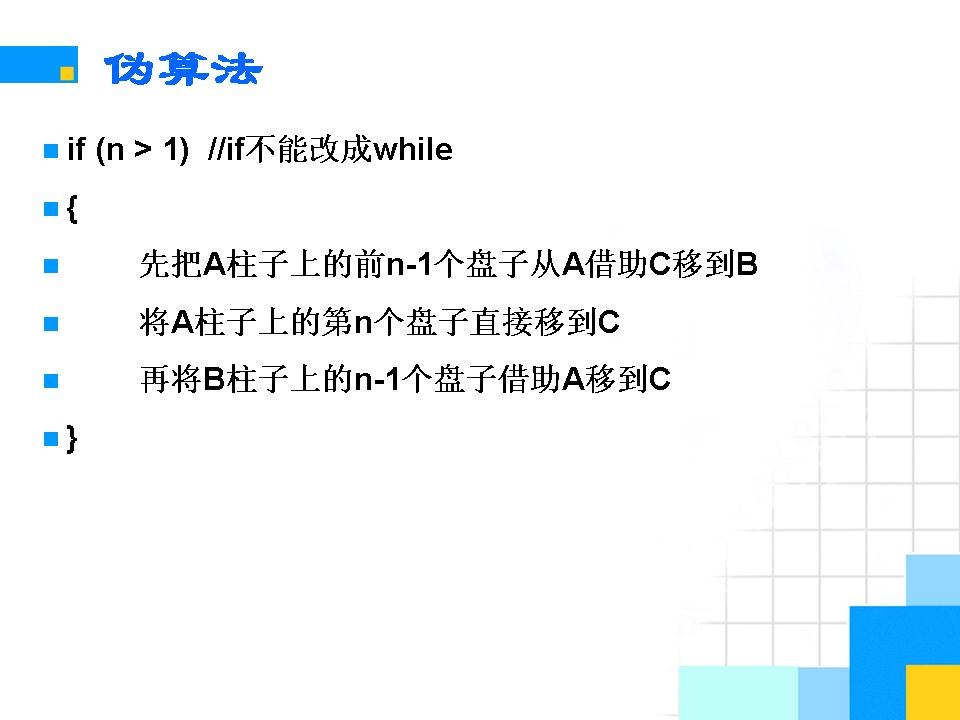 伪算法
if (n > 1)  //if不能改成while
{
先把A柱子上的前n-1个盘子从A借助C移到B
将A柱子上的第n个盘子直接移到C
再将B柱子上的n-1个盘子借助A移到C
}